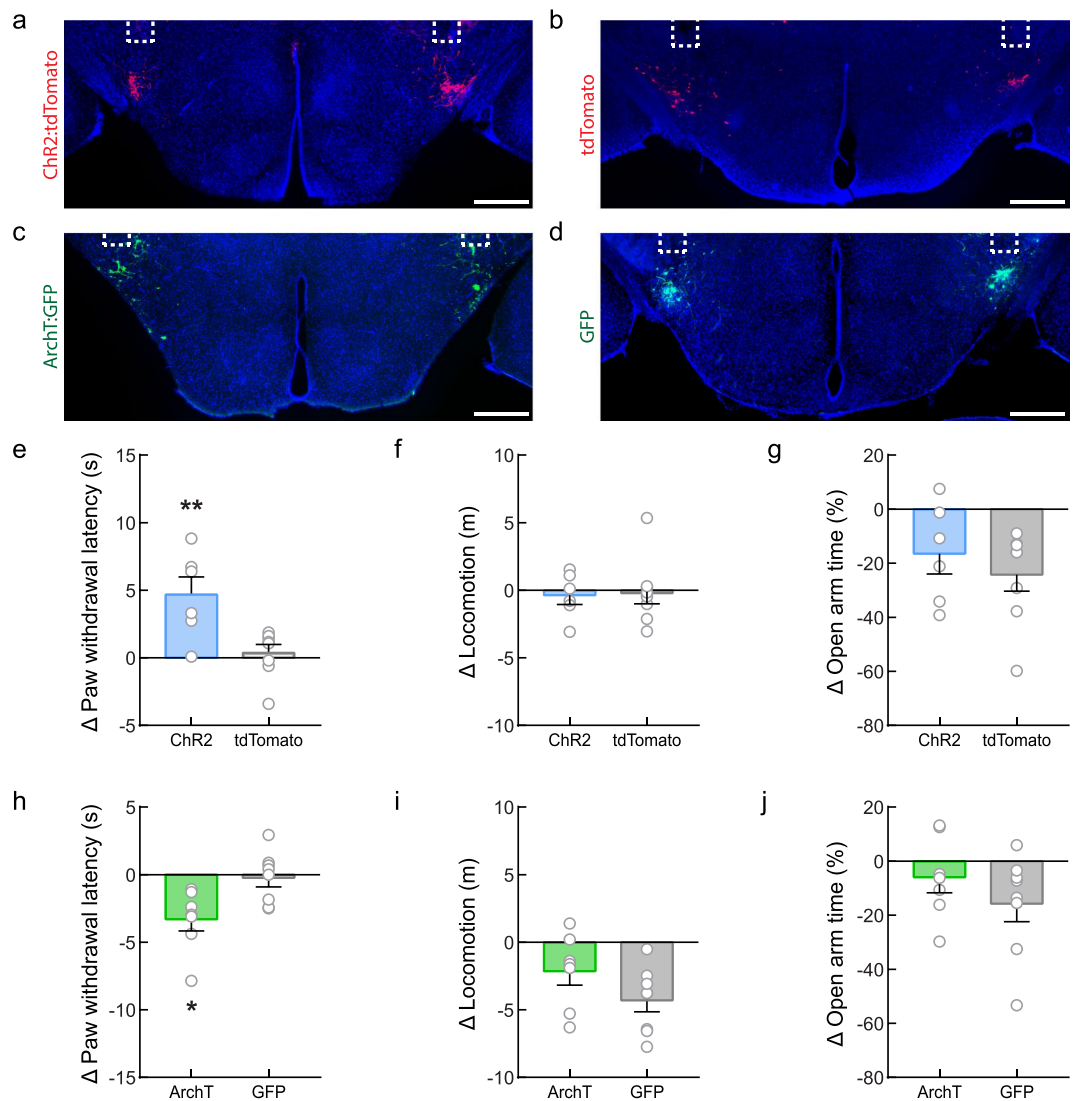 a
ChR2:tdTomato
b
tdTomato
c
ArchT:GFP
d
GFP
e
Δ Paw withdrawal latency (s)
15
10
5
0
-5
**
ChR2 tdTomato
f
Δ Locomotion (m)
10
5
0
-5
-10
ChR2 tdTomato
g
Δ Open arm time (%)
20
0
-20
-40
-60
-80
ChR2 tdTomato
h
Δ Paw withdrawal latency (s)
5
0
-5
-10
-15
*
ArchT GFP
i
Δ Locomotion (m)
10
5
0
-5
-10
ArchT GFP
j
Δ Open arm time (%)
20
0
-20
-40
-60
-80
ArchT GFP